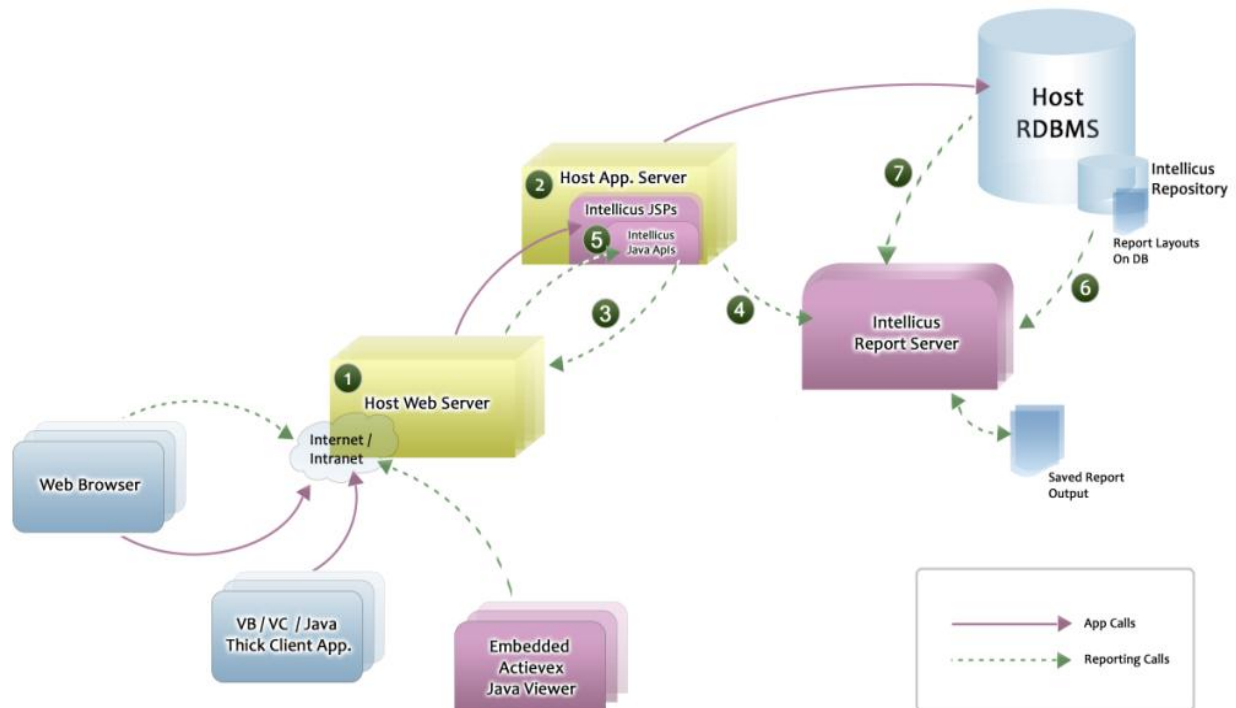 Host
RDBMS
Intellicus
Repository
Report Layouts
On DB
7
2
Host App. Server
Intellicus JSPs
5
Intellicus
Java Apis
6
3
4
Intellicus
Report Server
1
Host Web Server
Internet /
Intranet
Web Browser
Saved Report
Output
VB / VC / Java
Thick Client App.
Embedded
Actievex
Java Viewer
App Calls
Reporting Calls